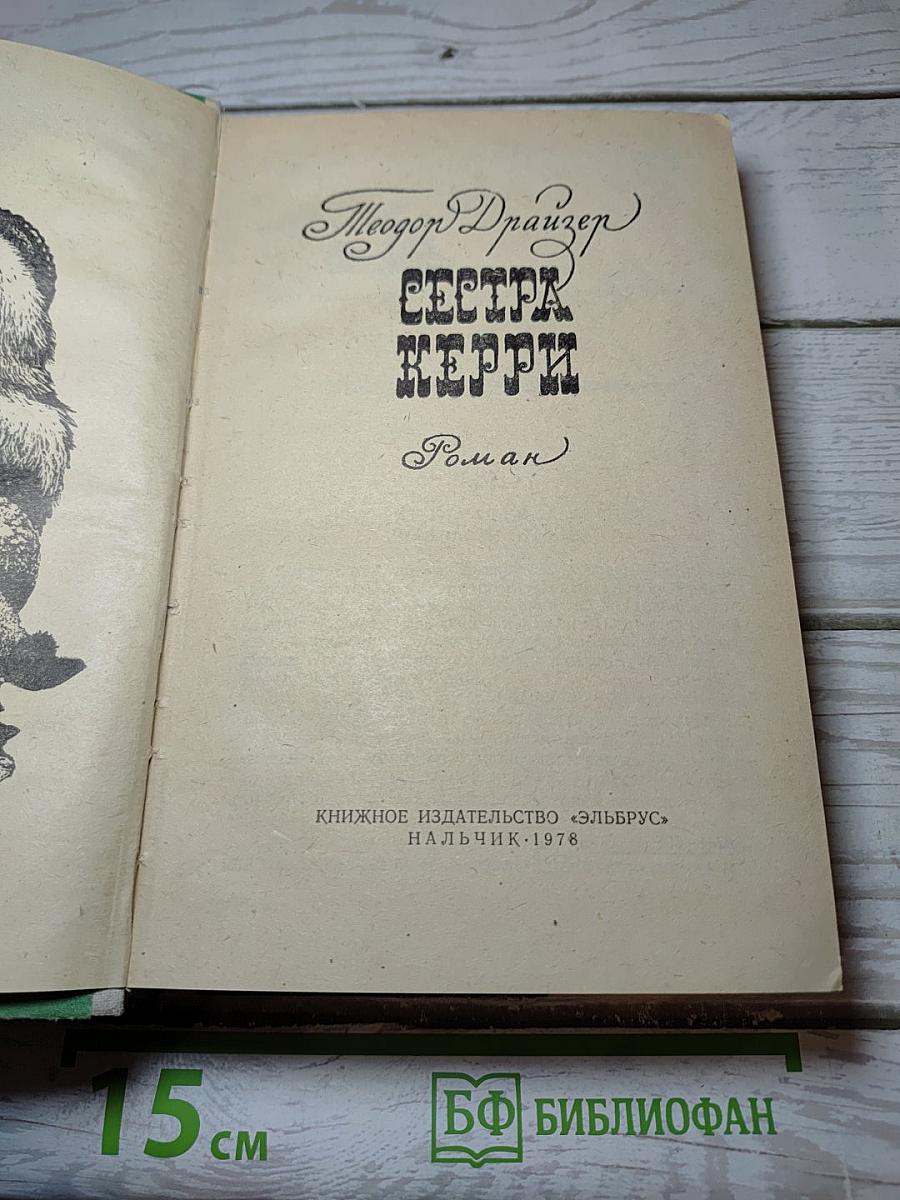 Теодор Драйзер
СЕСТРА
КЕРРИ
Роман
КНИЖНОЕ ИЗДАТЕЛЬСТВО «ЭЛЬБРУС»
НАЛЬЧИК·1978
15 см
БФ БИБЛИОФАН